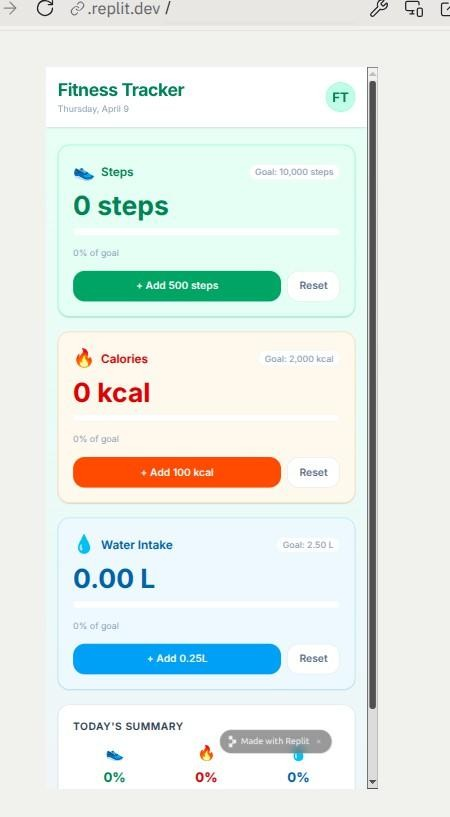 .replit.dev /
Fitness Tracker
Thursday, April 9
FT
Steps
Goal: 10,000 steps
0 steps
0% of goal
+ Add 500 steps
Reset
Calories
Goal: 2,000 kcal
0 kcal
0% of goal
+ Add 100 kcal
Reset
Water Intake
Goal: 2.50 L
0.00 L
0% of goal
+ Add 0.25L
Reset
TODAY'S SUMMARY
Made with Replit ×
0% 0% 0%